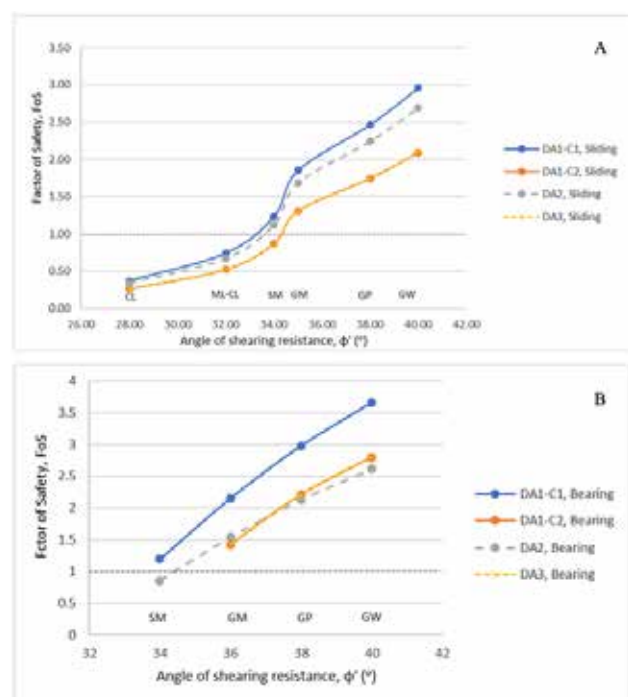 A
Factor of Safety, FoS
3.50
3.00
2.50
2.00
1.50
1.00
0.50
0.00
CL
ML-CL
SM
GM
GP
GW
26.00 28.00 30.00 32.00 34.00 36.00 38.00 40.00 42.00
Angle of shearing resistance, ϕ' (°)
DA1-C1, Sliding
DA1-C2, Sliding
DA2, Sliding
DA3, Sliding
B
Fctor of Safety, FoS
4
3.5
3
2.5
2
1.5
1
0.5
0
SM
GM
GP
GW
32 34 36 38 40 42
Angle of shearing resistance, ϕ' (°)
DA1-C1, Bearing
DA1-C2, Bearing
DA2, Bearing
DA3, Bearing